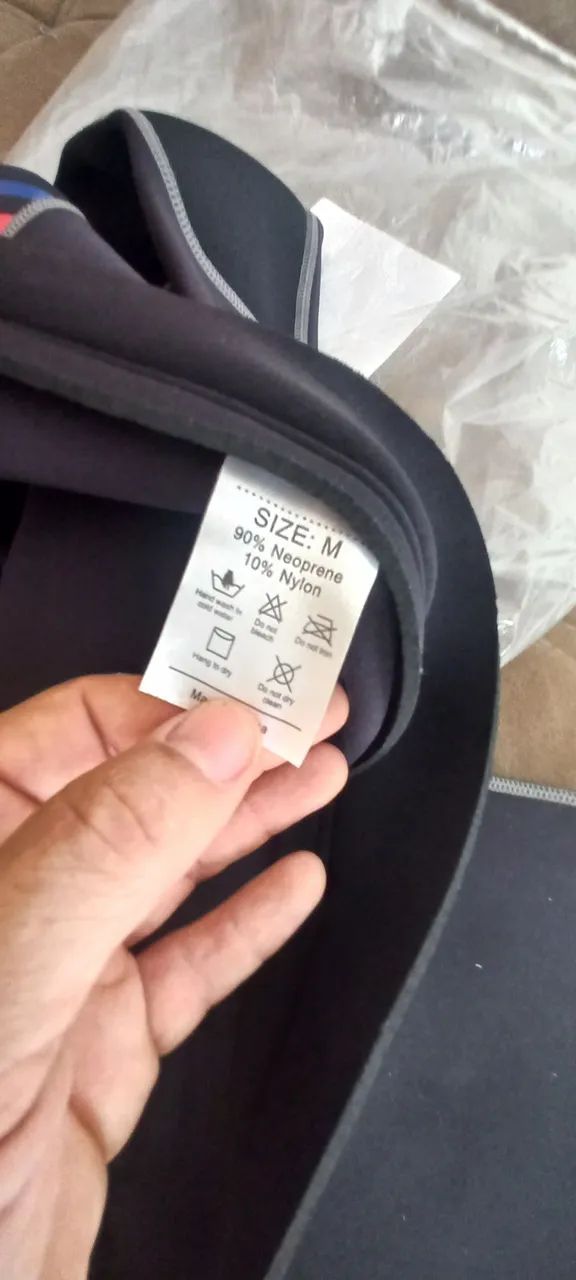 SIZE: M
90% Neoprene
10% Nylon
Hand wash in
cold water
Do not
bleach
Do not iron
Hang to dry
Do not dry
clean